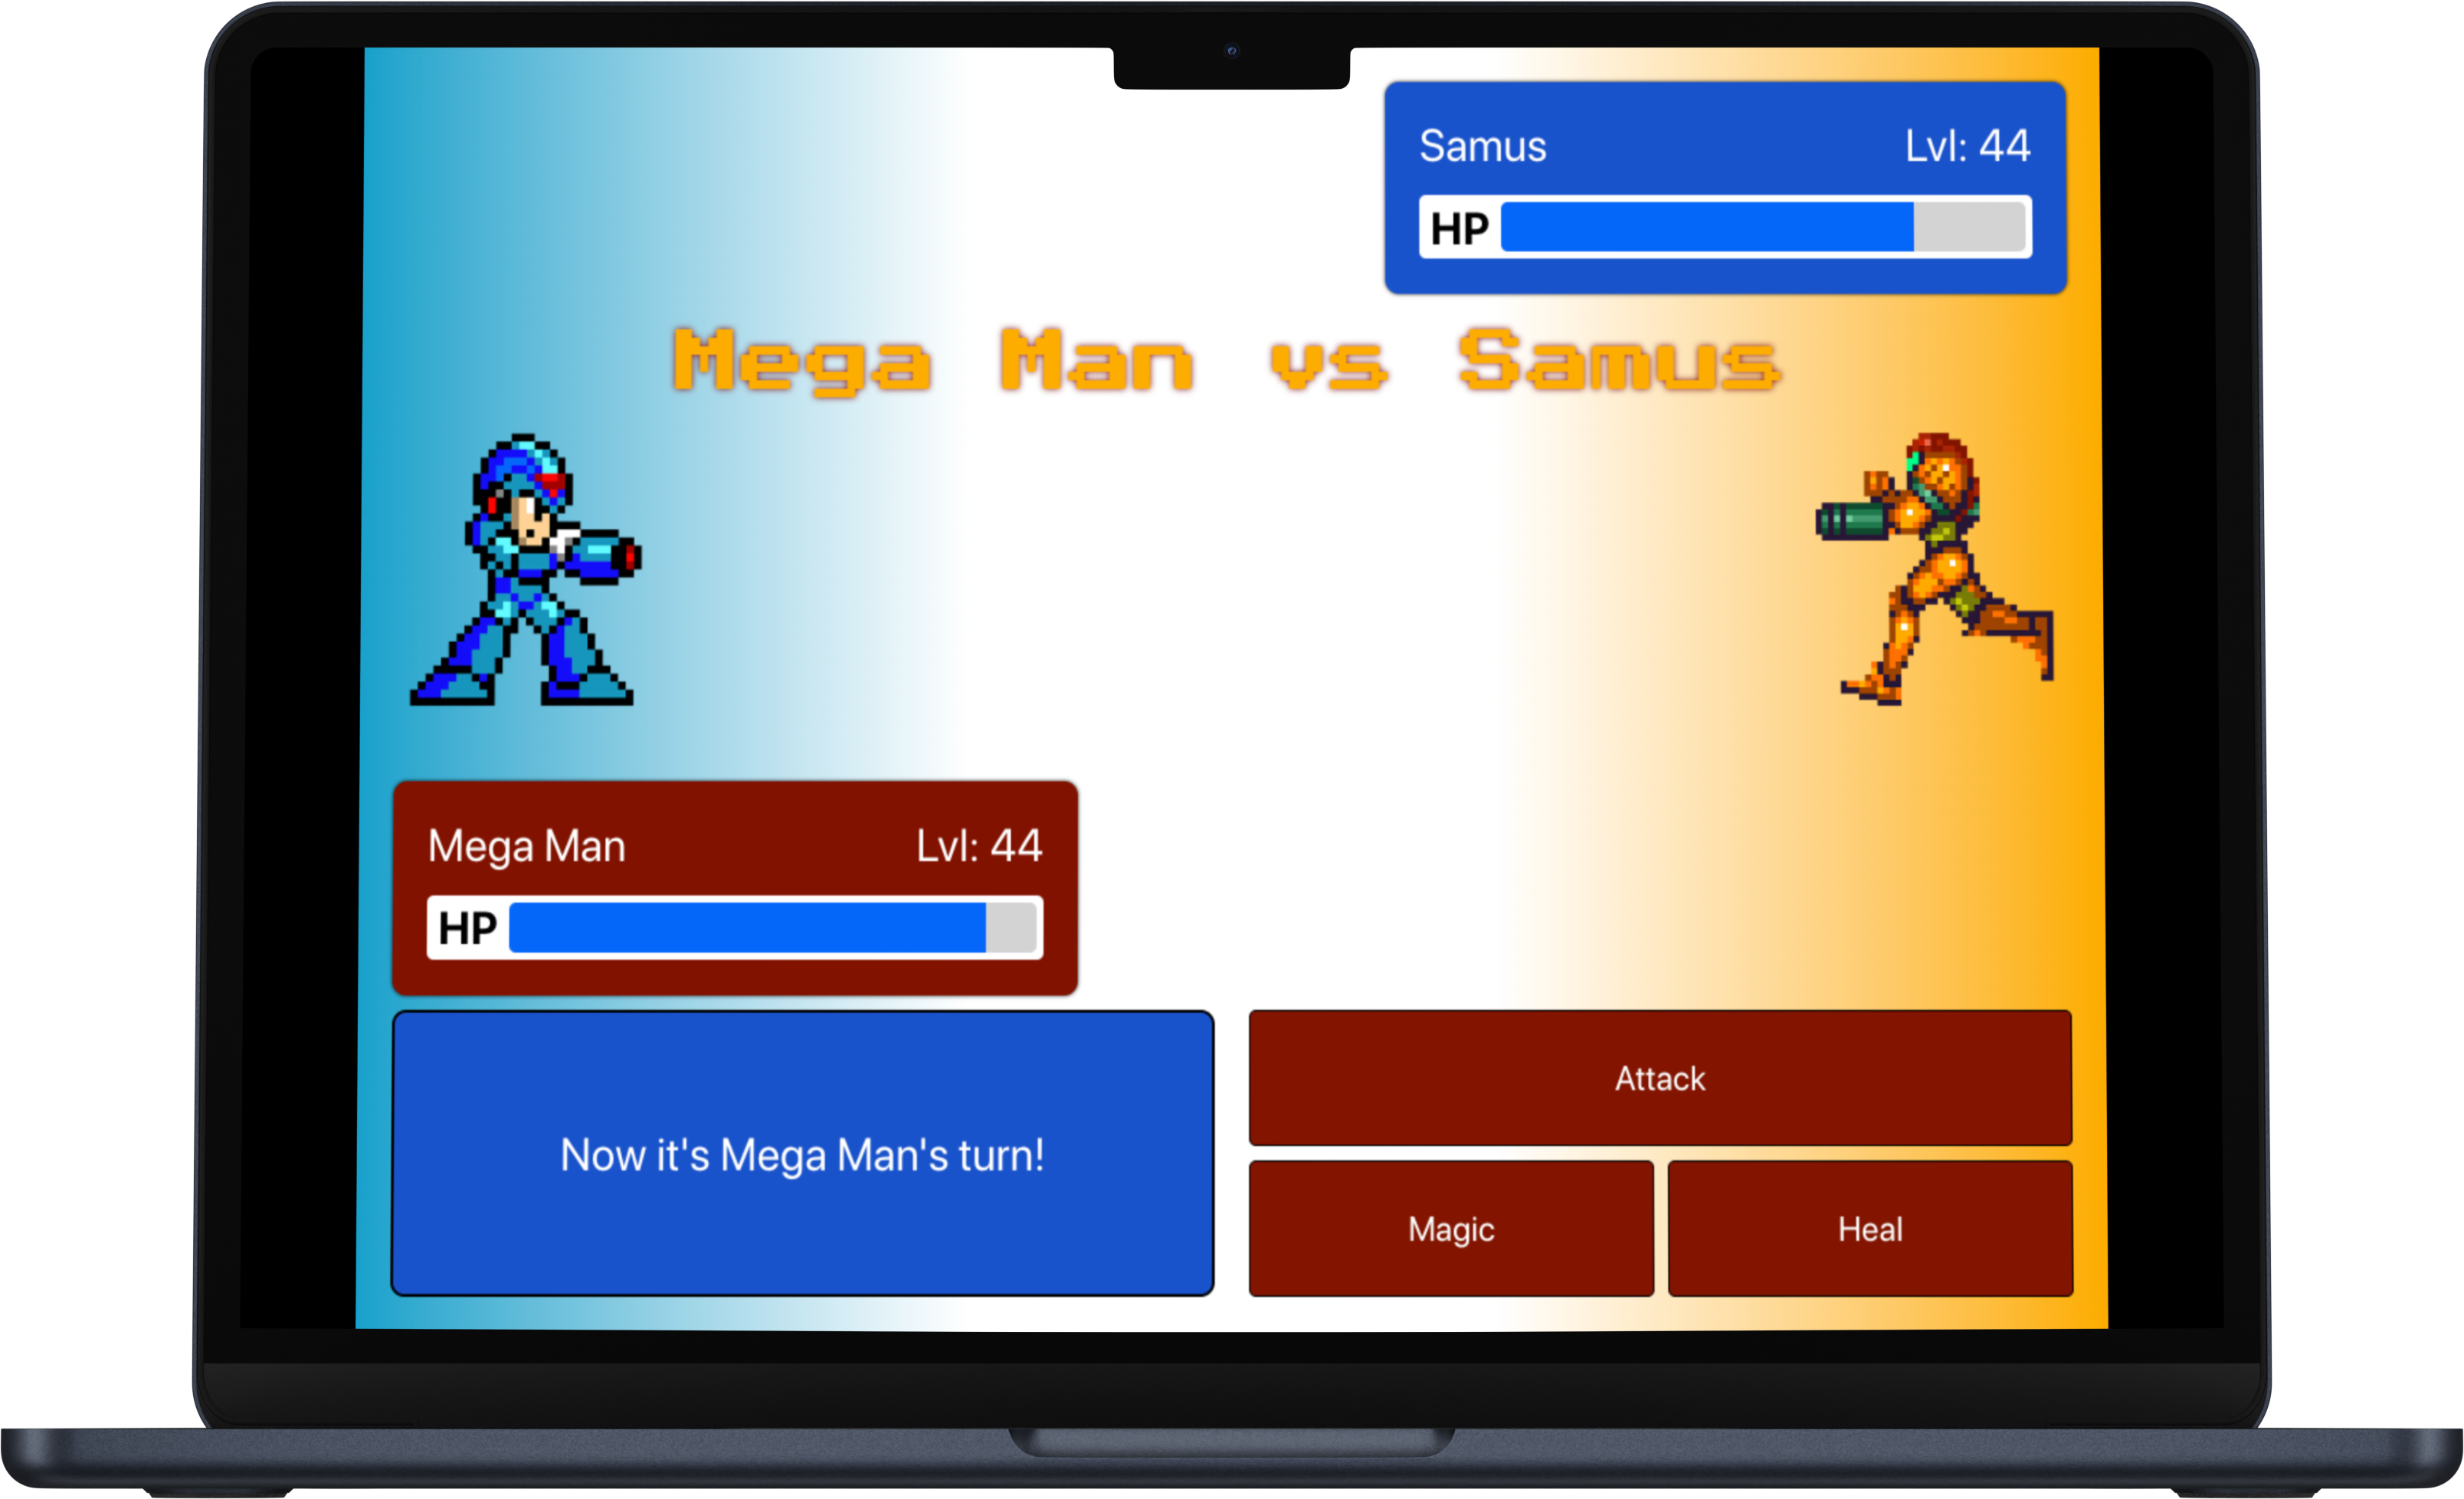 Samus Lvl: 44
HP
Mega Man vs Samus
Mega Man Lvl: 44
HP
Now it's Mega Man's turn!
Attack
Magic Heal